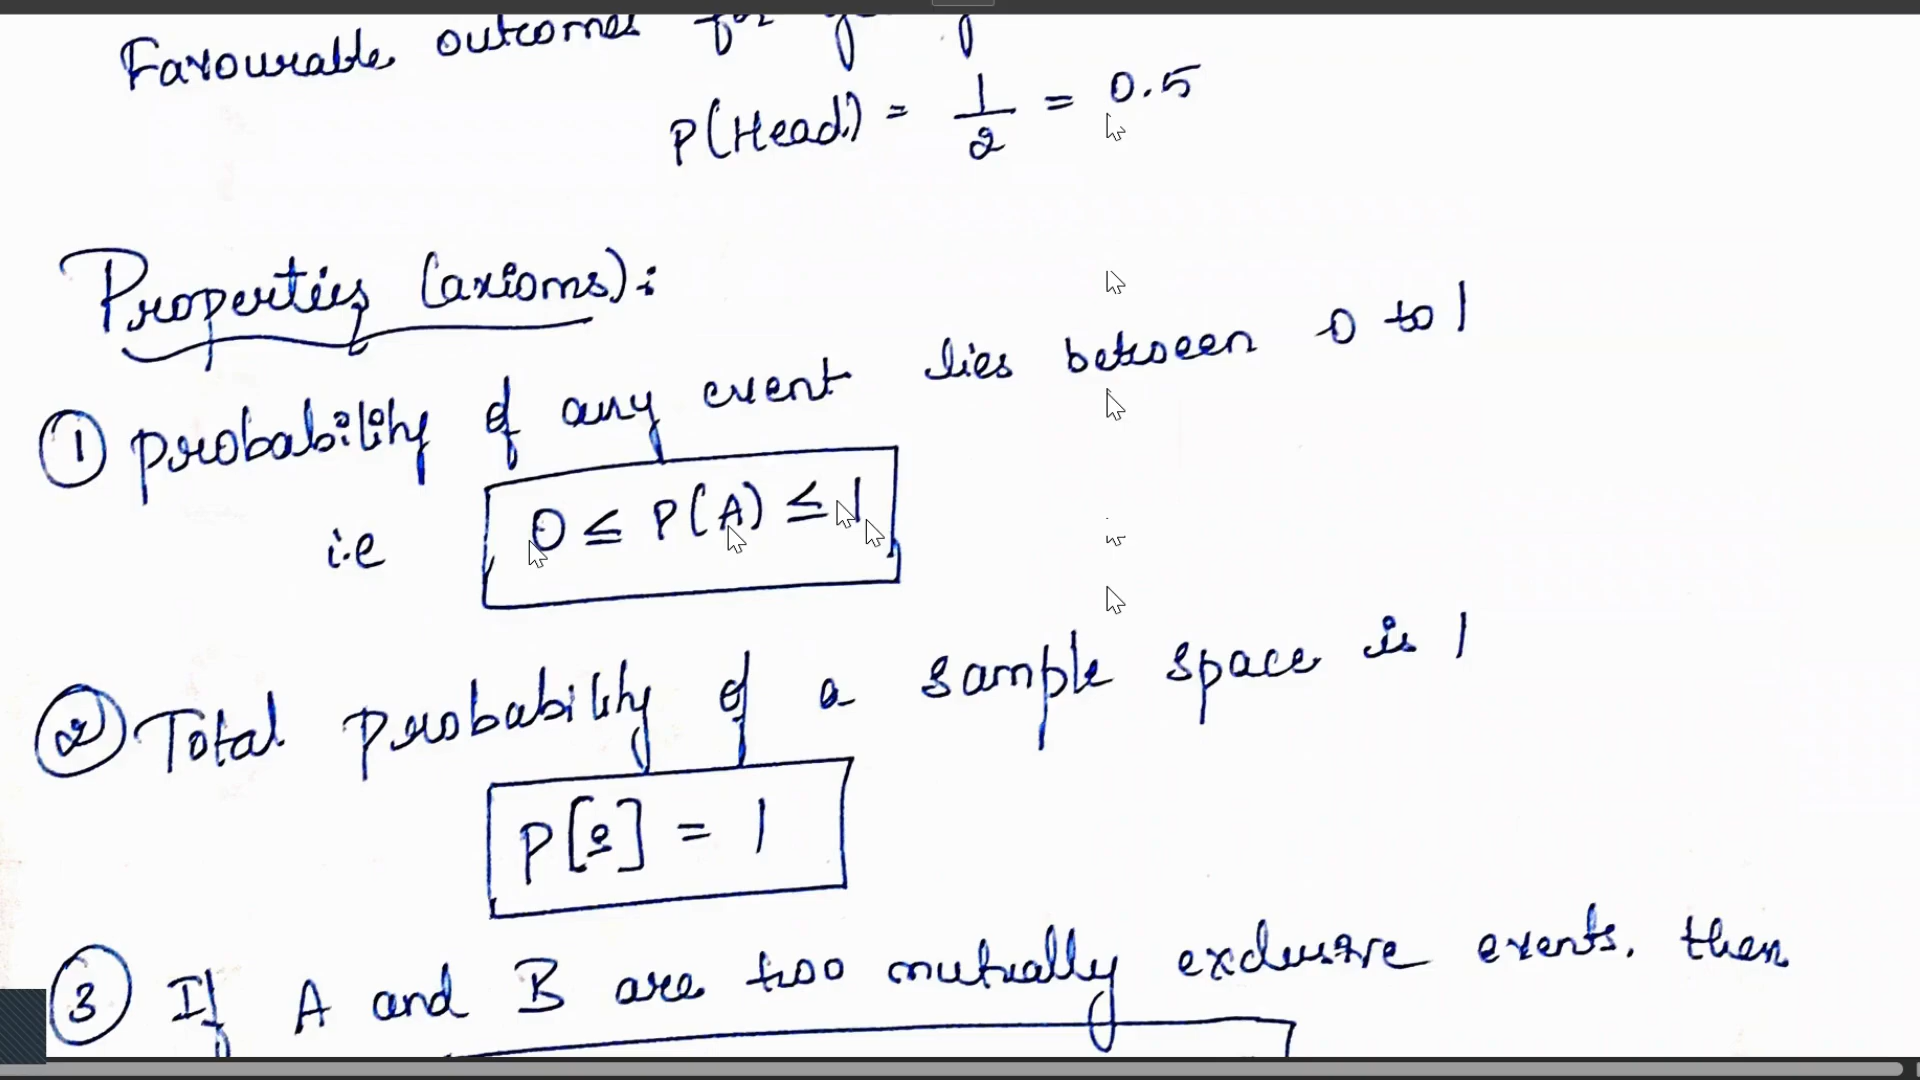 Favourable outcomes for
P(Head) = 1/2 = 0.5
Properties (axioms):
① probability of any event lies between 0 to 1
i.e 0 ≤ P(A) ≤ 1
② Total probability of a sample space is 1
P[s] = 1
③ If A and B are two mutually exclusive events. then